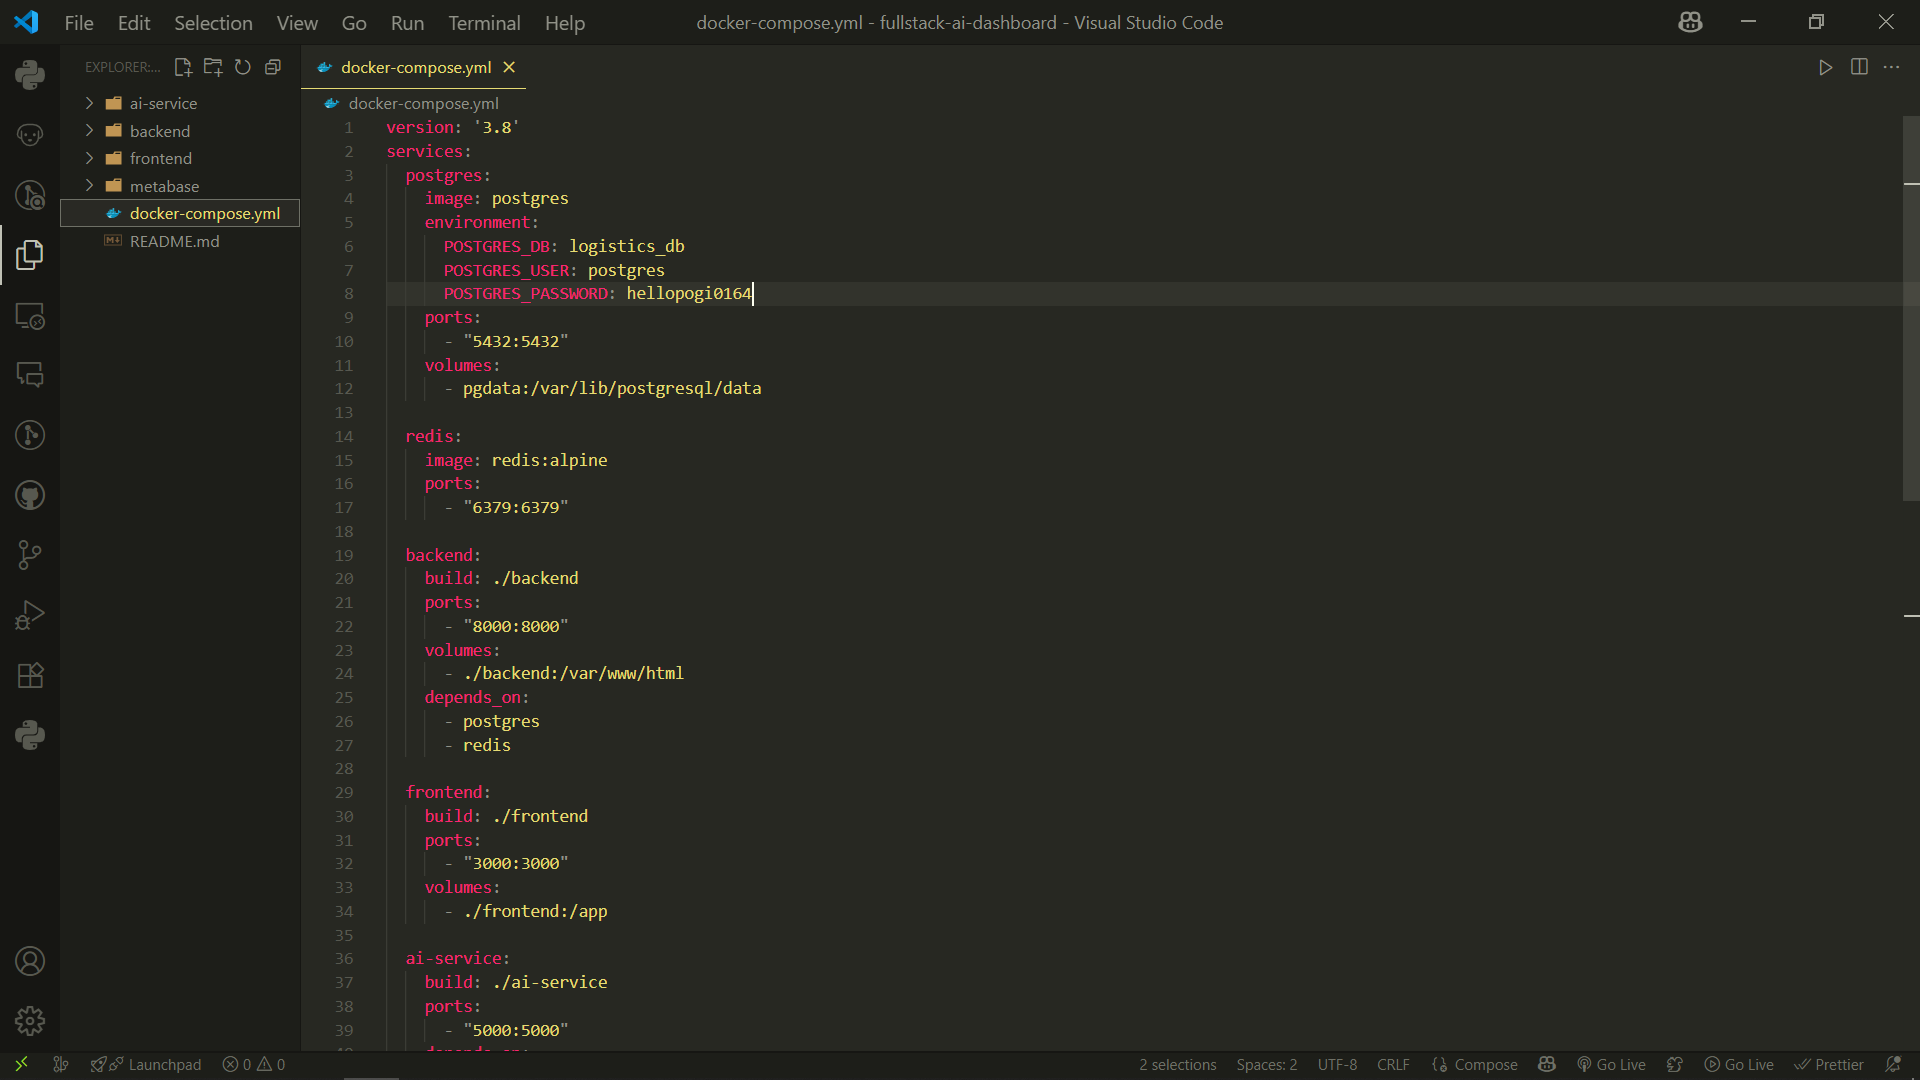 File Edit Selection View Go Run Terminal Help docker-compose.yml - fullstack-ai-dashboard - Visual Studio Code
EXPLORER:...
ai-service
backend
frontend
metabase
docker-compose.yml
README.md
docker-compose.yml
docker-compose.yml
1 version: '3.8'
2 services:
3 postgres:
4 image: postgres
5 environment:
6 POSTGRES_DB: logistics_db
7 POSTGRES_USER: postgres
8 POSTGRES_PASSWORD: hellopogi0164
9 ports:
10 - "5432:5432"
11 volumes:
12 - pgdata:/var/lib/postgresql/data
13
14 redis:
15 image: redis:alpine
16 ports:
17 - "6379:6379"
18
19 backend:
20 build: ./backend
21 ports:
22 - "8000:8000"
23 volumes:
24 - ./backend:/var/www/html
25 depends_on:
26 - postgres
27 - redis
28
29 frontend:
30 build: ./frontend
31 ports:
32 - "3000:3000"
33 volumes:
34 - ./frontend:/app
35
36 ai-service:
37 build: ./ai-service
38 ports:
39 - "5000:5000"
Launchpad 0 0 2 selections Spaces: 2 UTF-8 CRLF Compose Go Live Go Live Prettier